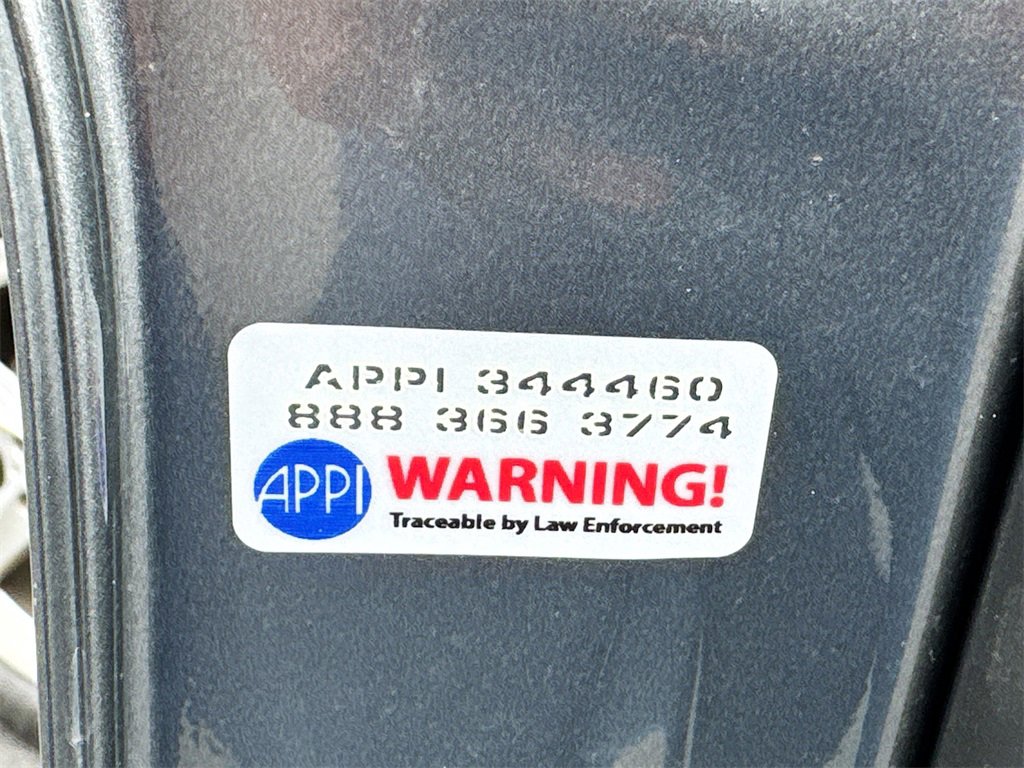 APPI 344460
888 366 3774
APPI WARNING!
Traceable by Law Enforcement